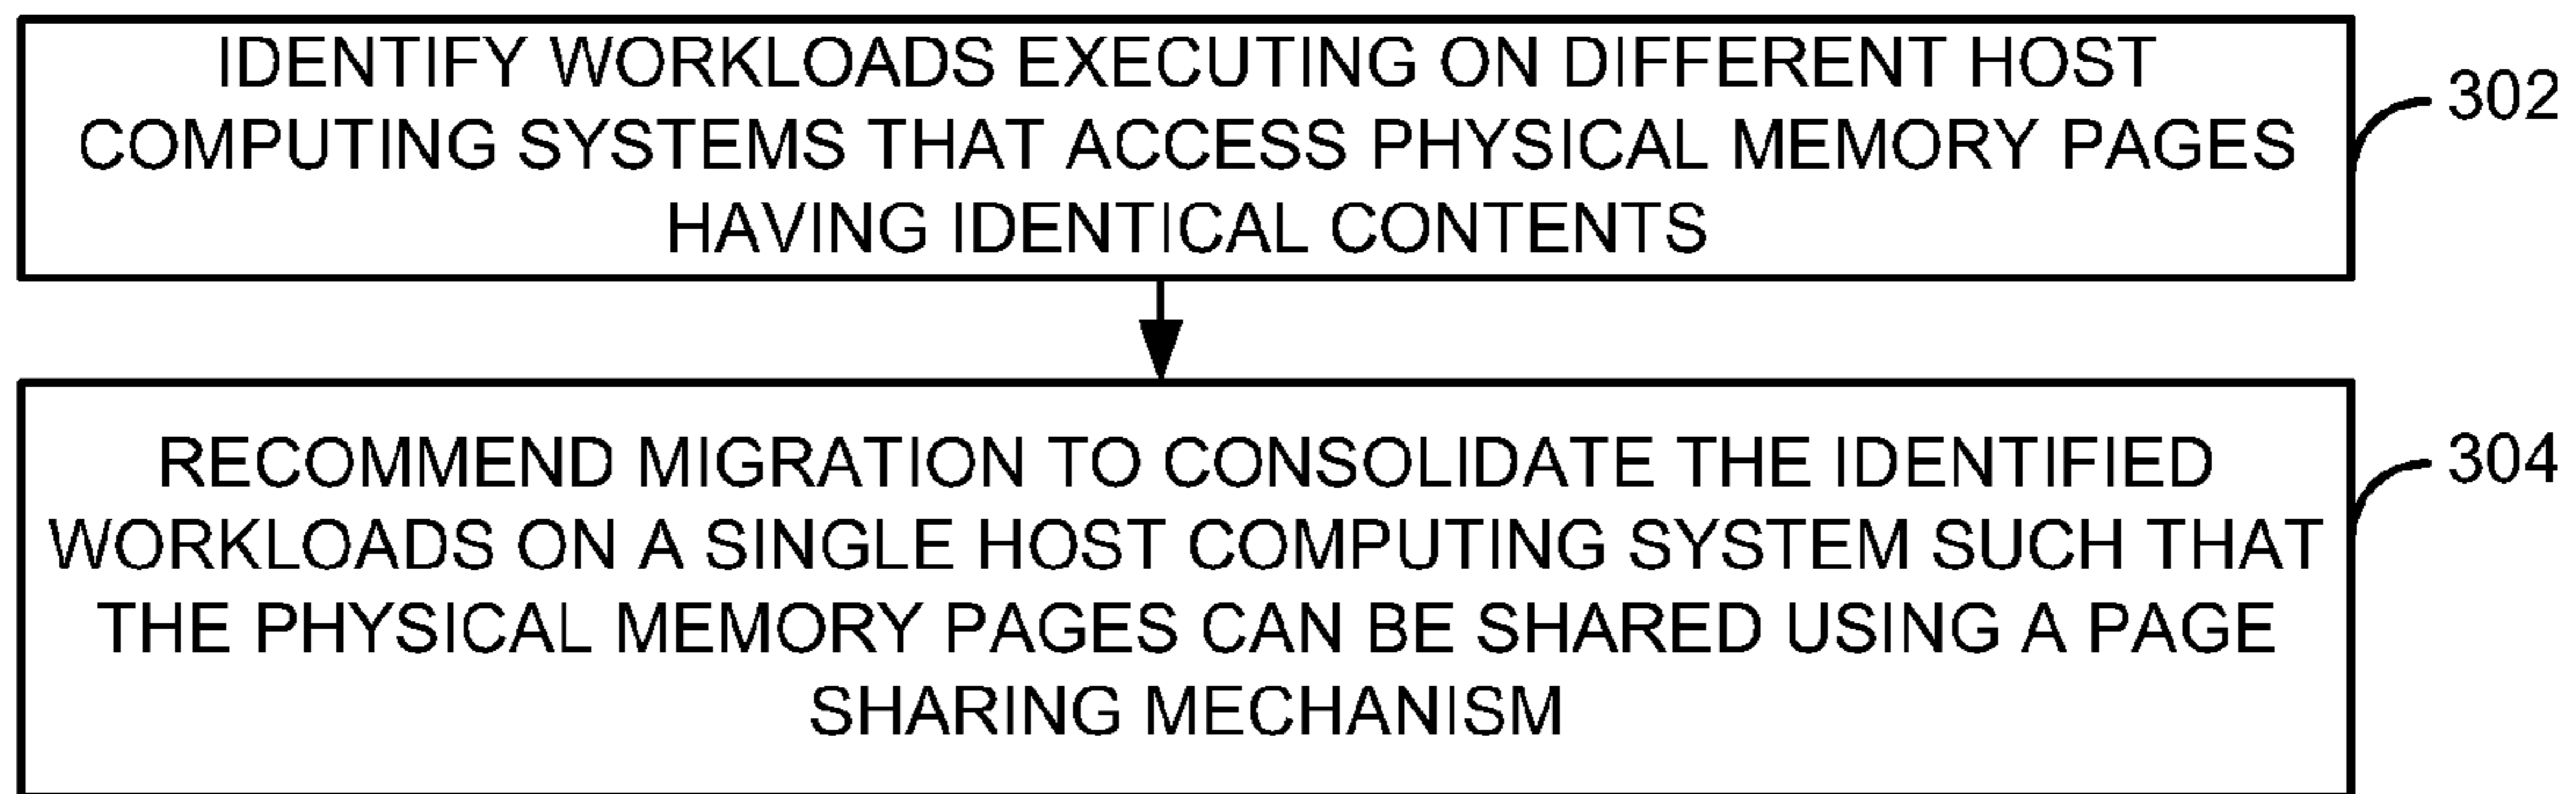 IDENTIFY WORKLOADS EXECUTING ON DIFFERENT HOST
COMPUTING SYSTEMS THAT ACCESS PHYSICAL MEMORY PAGES
HAVING IDENTICAL CONTENTS
302
RECOMMEND MIGRATION TO CONSOLIDATE THE IDENTIFIED
WORKLOADS ON A SINGLE HOST COMPUTING SYSTEM SUCH THAT
THE PHYSICAL MEMORY PAGES CAN BE SHARED USING A PAGE
SHARING MECHANISM
304